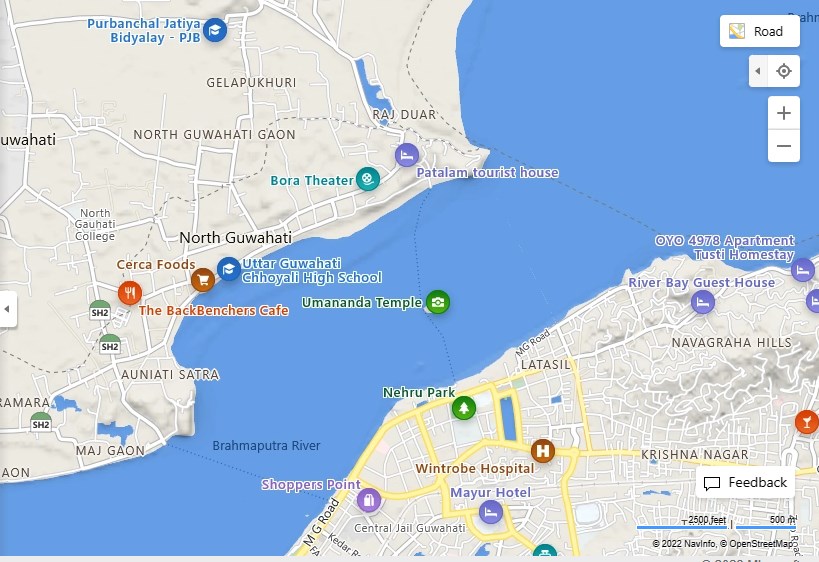 Purbanchal Jatiya
Bidyalay - PJB
Road
GELAPUKHURI
RAJ DUAR
NORTH GUWAHATI GAON
uwahati
Patalam tourist house
Bora Theater
North
Gauhati
College
North Guwahati
OYO 4978 Apartment
Tusti Homestay
Cerca Foods
Uttar Guwahati
Chhoyali High School
River Bay Guest House
Umananda Temple
The BackBenchers Cafe
SH2
SH2
MG Road
NAVAGRAHA HILLS
LATASIL
AUNIATI SATRA
Nehru Park
RAMARA
SH2
Brahmaputra River
MAJ GAON
KRISHNA NAGAR
H
Wintrobe Hospital
AON
Shoppers Point
Feedback
Mayur Hotel
M G Road
Central Jail Guwahati
2500 feet
500 m
Kedar Ro
FA
© 2022 NavInfo, © OpenStreetMap